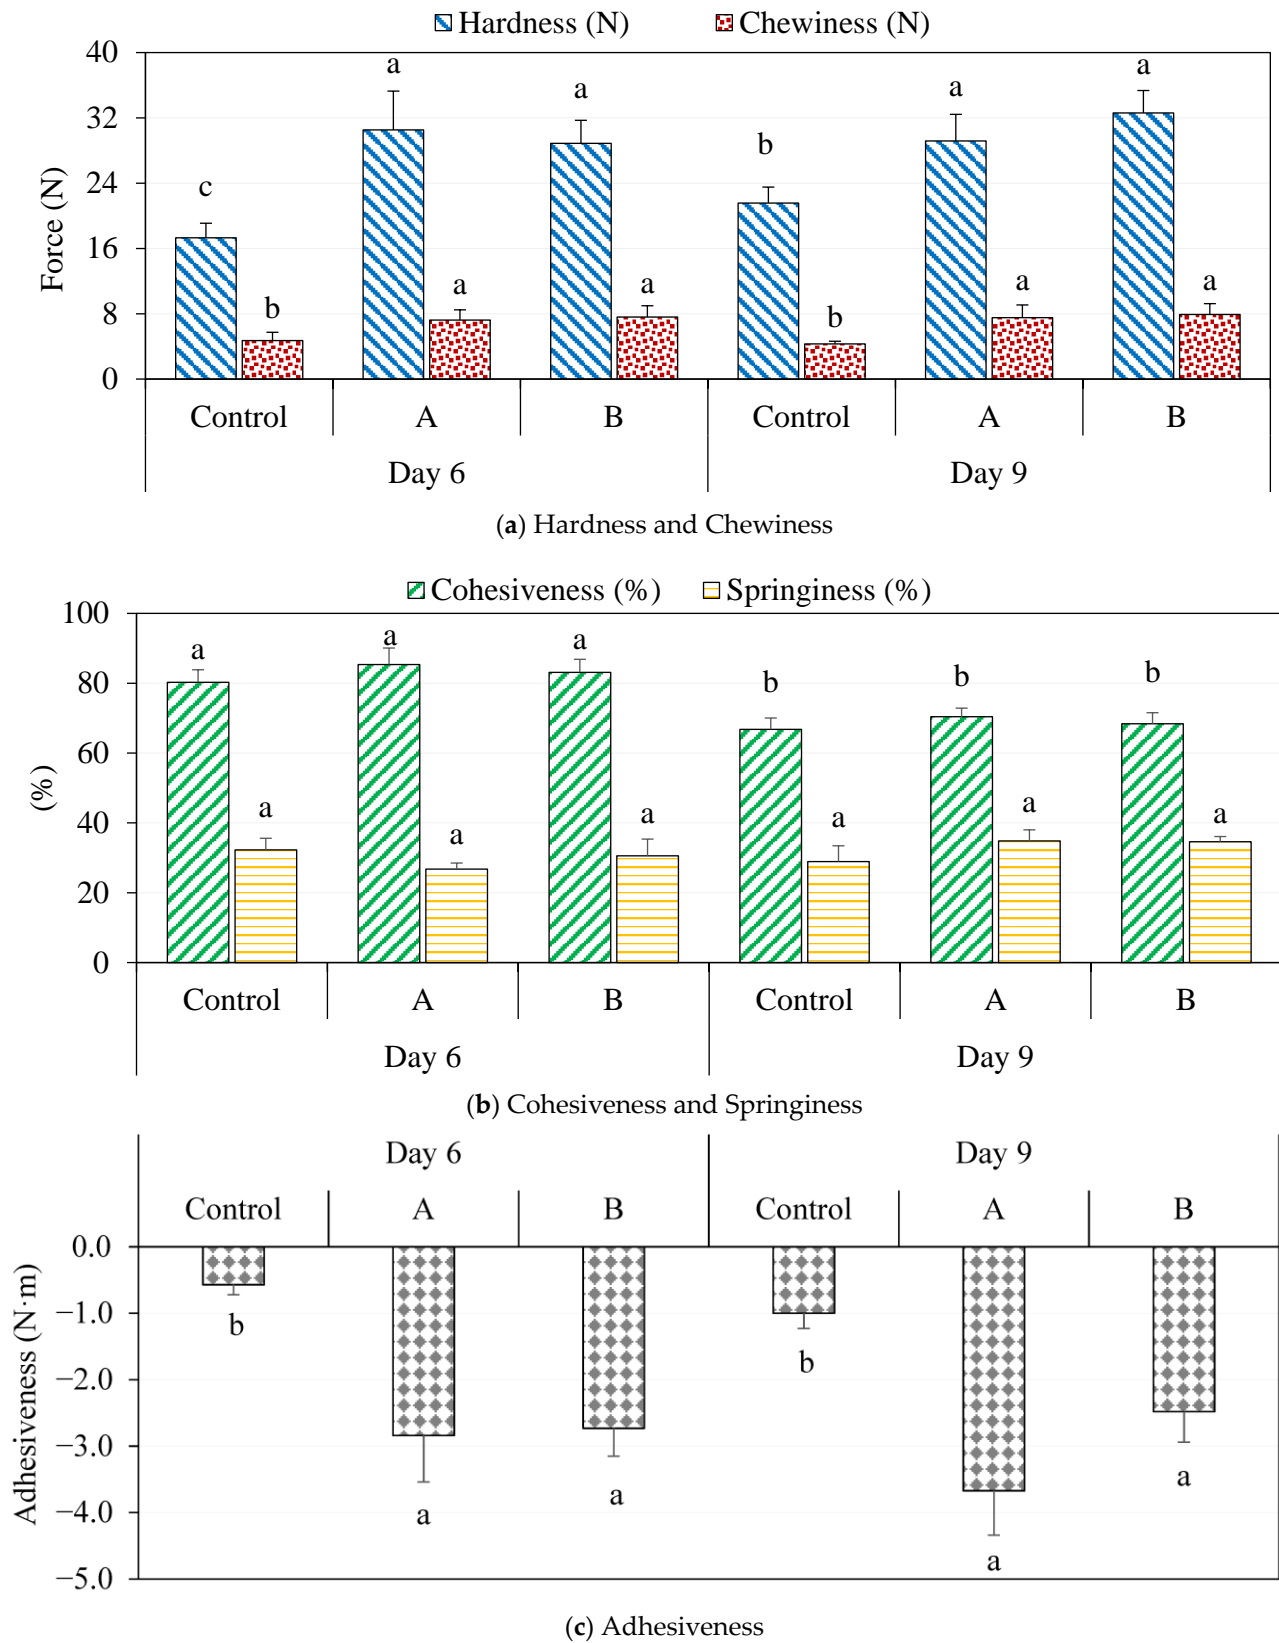 Hardness (N) Chewiness (N)
40
32
24
16
8
0
Force (N)
c b a a a a b b a a a a
Control A B Control A B
Day 6 Day 9
(a) Hardness and Chewiness
Cohesiveness (%) Springiness (%)
100
80
60
40
20
0
(%)
a a a a a a b a b a b a
Control A B Control A B
Day 6 Day 9
(b) Cohesiveness and Springiness
Day 6 Day 9
Control A B Control A B
0.0
−1.0
−2.0
−3.0
−4.0
−5.0
Adhesiveness (N·m)
b a a b a a
(c) Adhesiveness